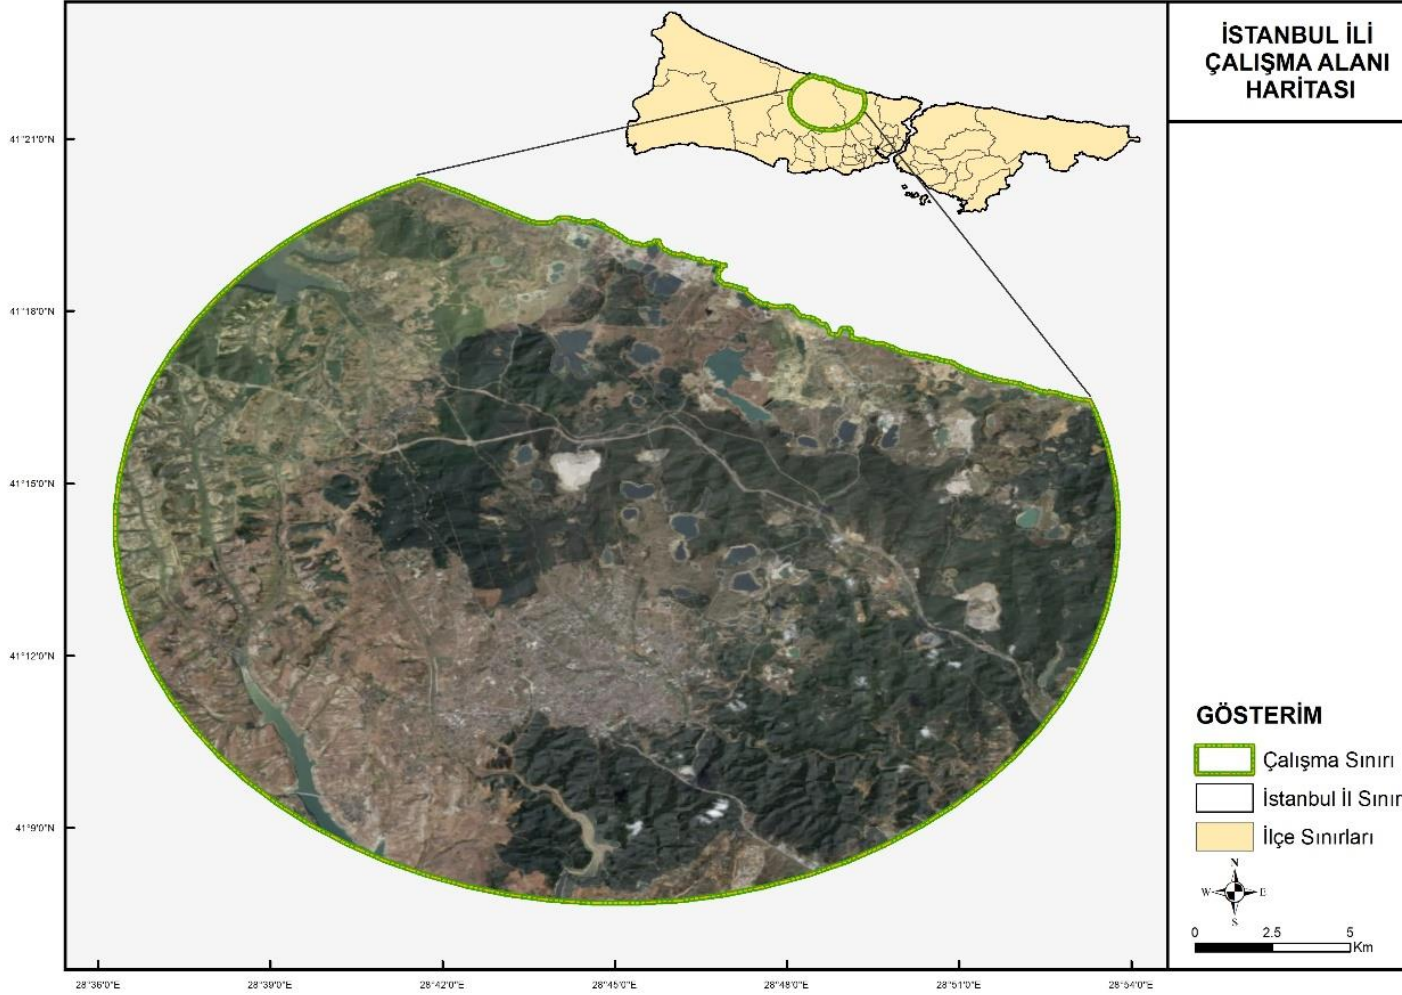 İSTANBUL İLİ
ÇALIŞMA ALANI
HARİTASI
41°21'0"N
41°18'0"N
41°15'0"N
41°12'0"N
41°9'0"N
GÖSTERİM
Çalışma Sınırı
İstanbul İl Sınır
İlçe Sınırları
N
W E
S
0 2.5 5
Km
28°36'0"E 28°39'0"E 28°42'0"E 28°45'0"E 28°48'0"E 28°51'0"E 28°54'0"E